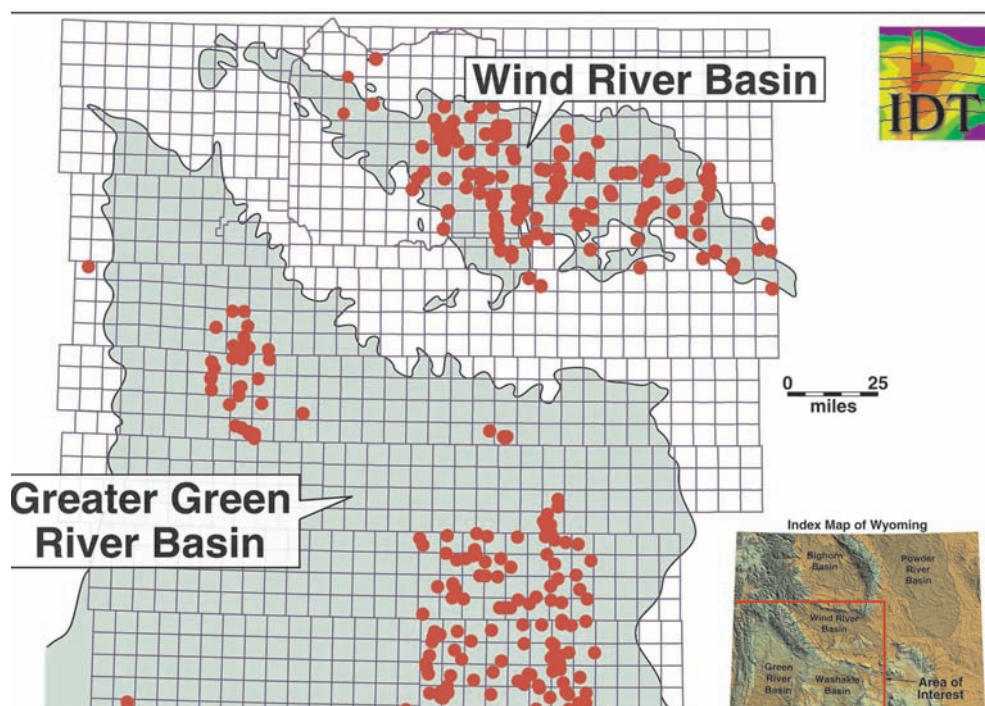 Wind River Basin
IDT
0 25
miles
Greater Green
River Basin
Index Map of Wyoming
Bighorn
Basin
Powder
River
Basin
Wind River
Basin
Green
River
Basin
Washakie
Basin
Area of
Interest